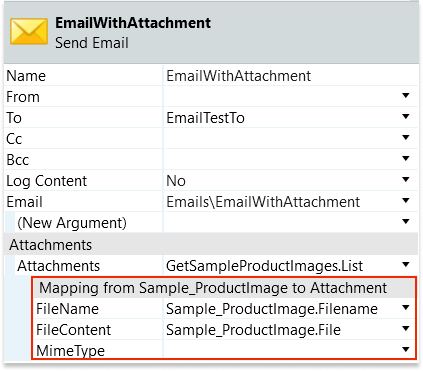 EmailWithAttachment
Send Email
Name EmailWithAttachment
From
To EmailTestTo
Cc
Bcc
Log Content No
Email Emails\EmailWithAttachment
(New Argument)
Attachments
Attachments GetSampleProductImages.List
Mapping from Sample_ProductImage to Attachment
FileName Sample_ProductImage.Filename
FileContent Sample_ProductImage.File
MimeType